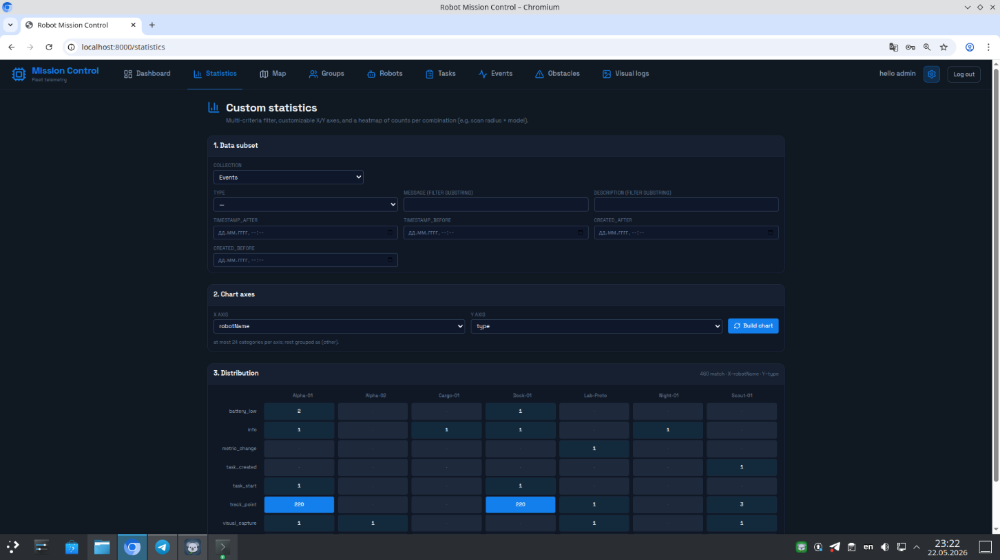 Robot Mission Control – Chromium
Robot Mission Control
localhost:8000/statistics
Mission Control
Fleet telemetry
Dashboard
Statistics
Map
Groups
Robots
Tasks
Events
Obstacles
Visual logs
hello admin
Log out
Custom statistics
Multi-criteria filter, customizable X/Y axes, and a heatmap of counts per combination (e.g. scan radius × model).
1. Data subset
COLLECTION
Events
TYPE
MESSAGE (FILTER SUBSTRING)
DESCRIPTION (FILTER SUBSTRING)
—
TIMESTAMP_AFTER
TIMESTAMP_BEFORE
CREATED_AFTER
дд.мм.гггг, --:--
дд.мм.гггг, --:--
дд.мм.гггг, --:--
CREATED_BEFORE
дд.мм.гггг, --:--
2. Chart axes
X AXIS
Y AXIS
robotName
type
Build chart
at most 24 categories per axis; rest grouped as (other).
3. Distribution
460 match · X=robotName · Y=type
Alpha-01 Alpha-02 Cargo-01 Dock-01 Lab-Proto Night-01 Scout-01
battery_low 2 · · 1 · · ·
info 1 · 1 1 · 1 ·
metric_change · · · · 1 · ·
task_created · · · · · · 1
task_start 1 · · 1 · · ·
track_point 220 · · 220 1 · 3
visual_capture 1 1 · · 1 · 1
en
23:22
22.05.2026